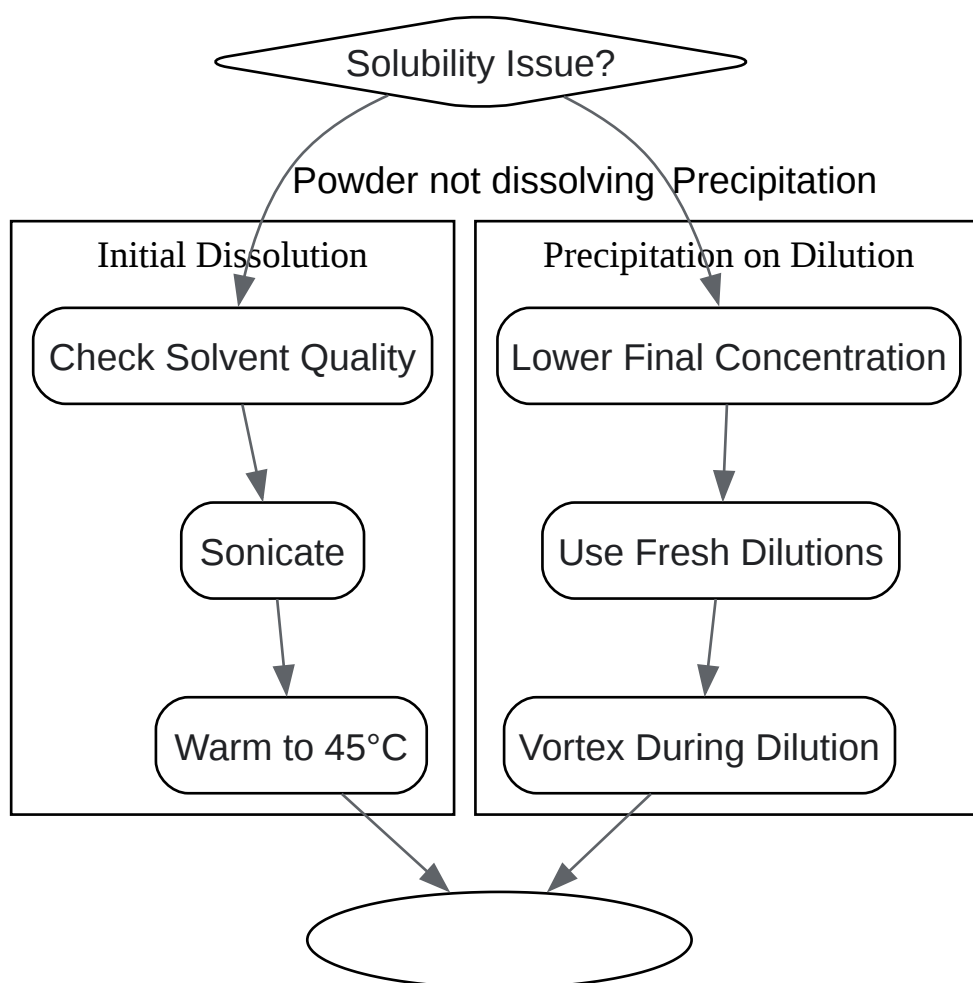 Solubility Issue?
Powder not dissolving
Precipitation
Initial Dissolution
Check Solvent Quality
Sonicate
Warm to 45°C
Precipitation on Dilution
Lower Final Concentration
Use Fresh Dilutions
Vortex During Dilution